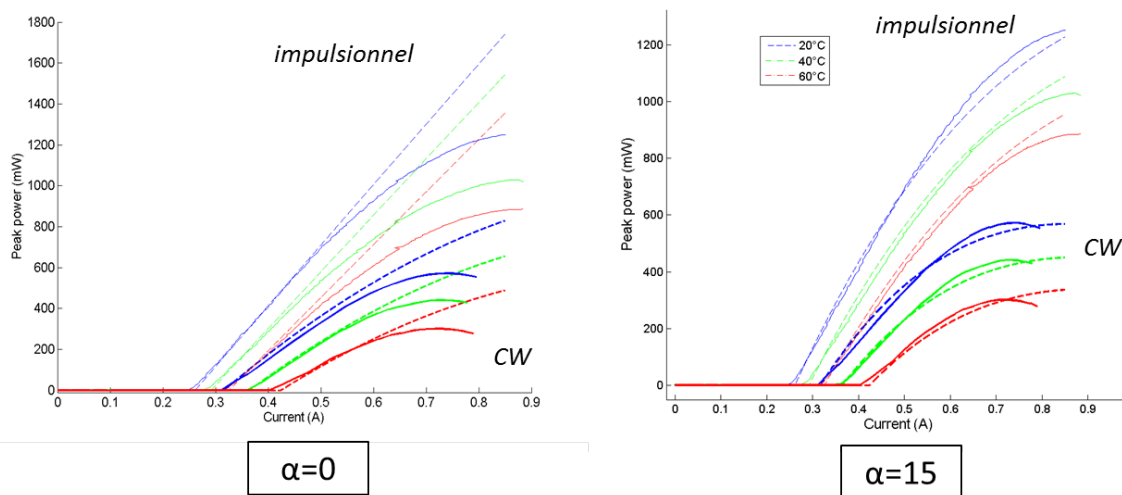 impulsionnel
1800
1600
1400
1200
1000
800
600
400
200
0
Peak power (mW)
CW
0 0.1 0.2 0.3 0.4 0.5 0.6 0.7 0.8 0.9
Current (A)
α=0
impulsionnel
20°C
40°C
60°C
1200
1000
800
600
400
200
0
Peak power (mW)
CW
0 0.1 0.2 0.3 0.4 0.5 0.6 0.7 0.8 0.9
Current (A)
α=15